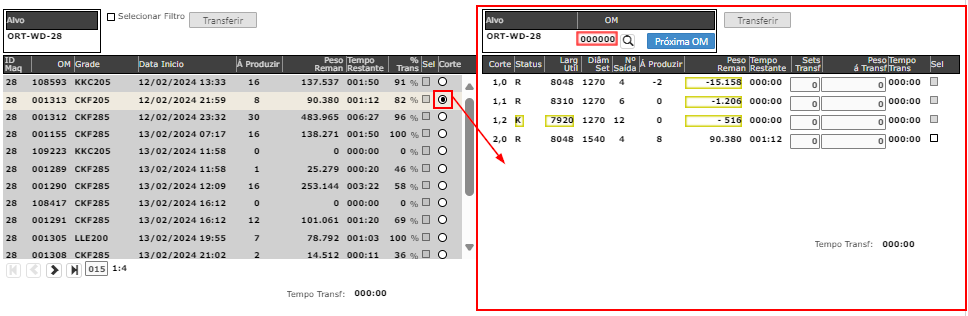 Alvo
ORT-WD-28
Selecionar Filtro
Transferir
ID Maq OM Grade Data Início Á Produzir Peso Reman Tempo Restante % Trans Sel Corte
28 108593 KKC205 12/02/2024 13:33 16 137.537 001:50 91 %
28 001313 CKF205 12/02/2024 21:59 8 90.380 001:12 82 %
28 001312 CKF285 12/02/2024 23:32 30 483.965 006:27 96 %
28 001155 CKF285 13/02/2024 07:17 16 138.271 001:50 100 %
28 109223 KKC205 13/02/2024 11:58 0 0 000:00 0 %
28 001289 CKF285 13/02/2024 11:58 1 25.279 000:20 46 %
28 001290 CKF285 13/02/2024 12:09 16 253.144 003:22 58 %
28 108417 CKF205 13/02/2024 16:12 0 0 000:00 0 %
28 001291 CKF285 13/02/2024 16:12 12 101.061 001:20 69 %
28 001305 LLE200 13/02/2024 19:55 7 78.792 001:03 100 %
28 001308 CKF285 13/02/2024 21:02 2 14.512 000:11 36 %
015 1:4
Tempo Transf: 000:00
Alvo OM
ORT-WD-28 000000 Próxima OM
Transferir
Corte Status Larg Util Diâm Set Nº Saída Á Produzir Peso Reman Tempo Restante Sets Transf Peso á Transf Tempo Trans Sel
1,0 R 8048 1270 4 -2 -15.158 000:00 0 0 000:00
1,1 R 8310 1270 6 0 -1.206 000:00 0 0 000:00
1,2 K 7920 1270 12 0 - 516 000:00 0 0 000:00
2,0 R 8048 1540 4 8 90.380 001:12 0 0 000:00
Tempo Transf: 000:00